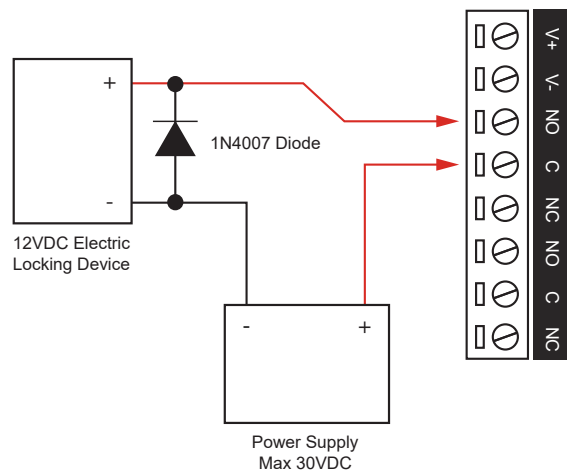 +
-
1N4007 Diode
12VDC Electric
Locking Device
-
+
Power Supply
Max 30VDC
V+
V-
NO
C
NC
NO
C
NC